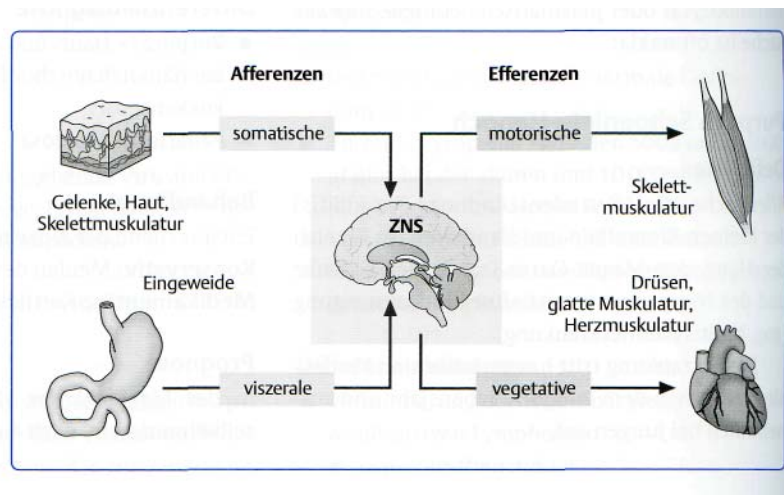 Afferenzen
Efferenzen
somatische
motorische
Gelenke, Haut,
Skelettmuskulatur
ZNS
Skelett-
muskulatur
Eingeweide
Drüsen,
glatte Muskulatur,
Herzmuskulatur
viszerale
vegetative